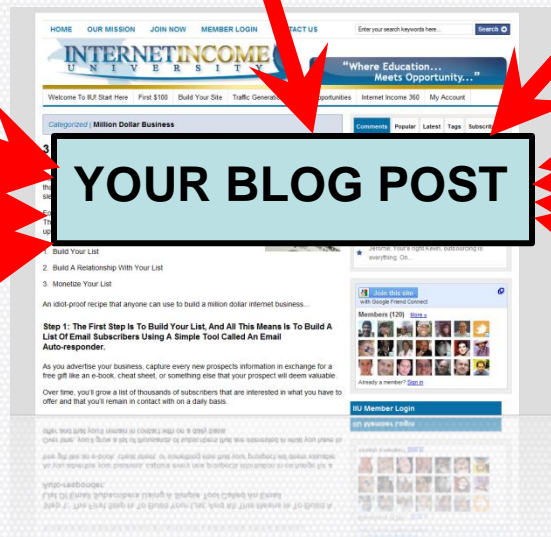 HOME OUR MISSION JOIN NOW MEMBER LOGIN TACT US
Enter your search keywords here...
Search
INTERNETINCOME
UNIVERSITY
“Where Education...
Meets Opportunity...”
Welcome To IIU! Start Here First $100 Build Your Site Traffic Generati portunities Internet Income 360 My Account
Categorized | Million Dollar Business
Comments Popular Latest Tags Subscri
3
YOUR BLOG POST
Jerome: Your're right Kevin, outsourcing is
everything. On...
1. Build Your List
2. Build A Relationship With Your List
3. Monetize Your List
An idiot-proof recipe that anyone can use to build a million dollar internet business...
Step 1: The First Step Is To Build Your List, And All This Means Is To Build A
List Of Email Subscribers Using A Simple Tool Called An Email
Auto-responder.
As you advertise your business, capture every new prospects information in exchange for a
free gift like an e-book, cheat sheet, or something else that your prospect will deem valuable.
Over time, you'll grow a list of thousands of subscribers that are interested in what you have to
offer and that you'll remain in contact with on a daily basis.
Join this site
with Google Friend Connect
Members (120) More »
Already a member? Sign in
IIU Member Login